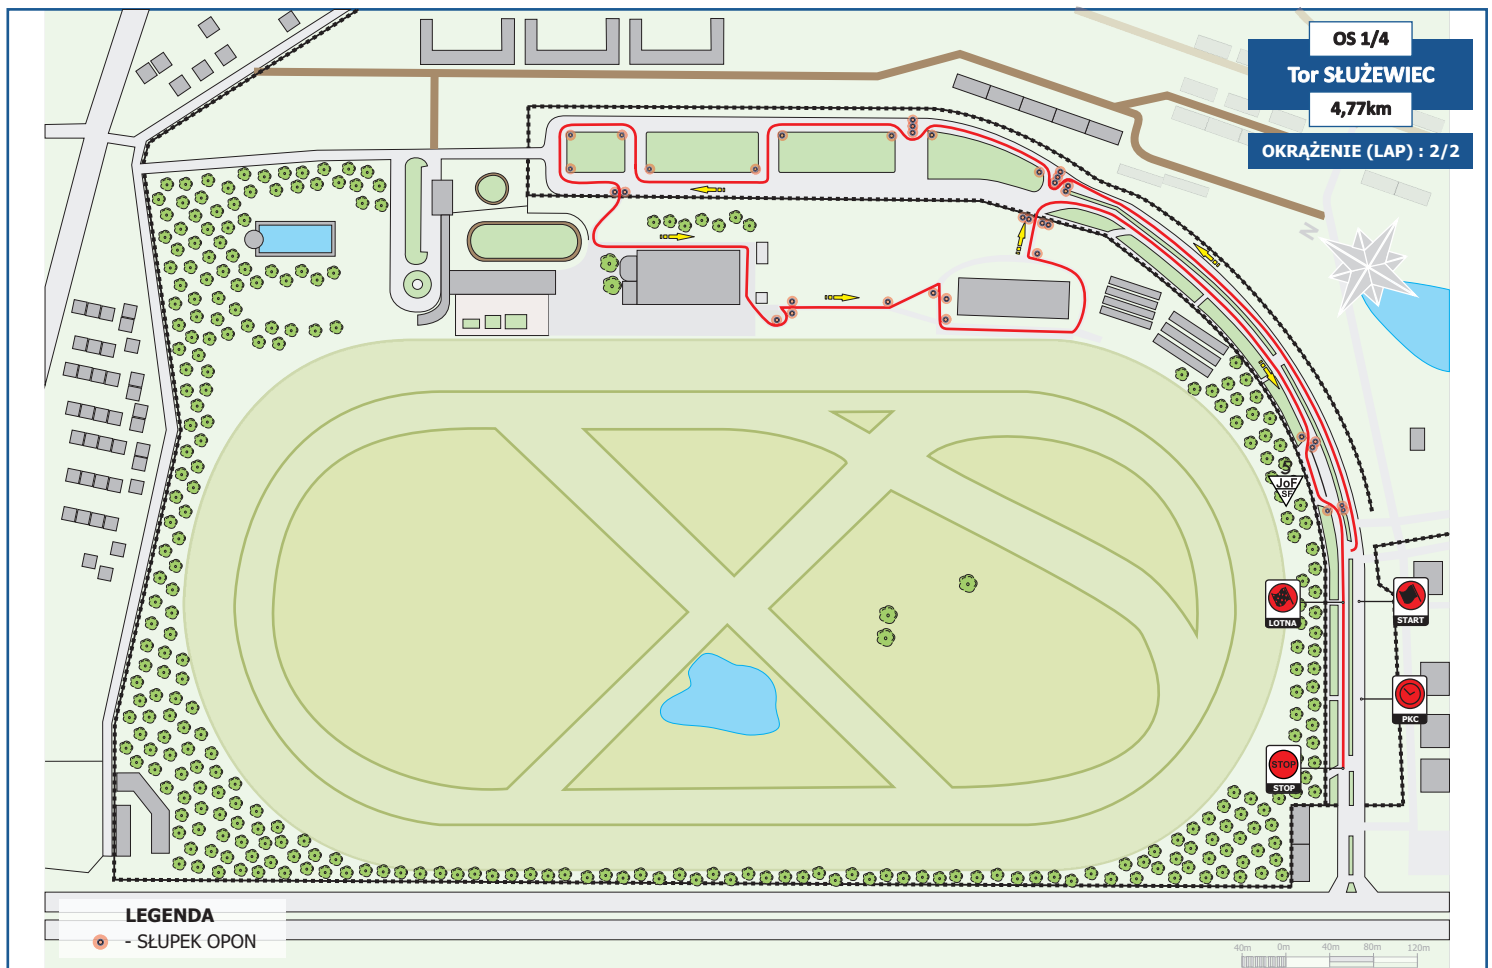 OS 1/4
Tor SŁUŻEWIEC
4,77km
OKRĄŻENIE (LAP) : 2/2
N
5
JoF
SF
LOTNA
START
PKC
STOP
STOP
LEGENDA
- SŁUPEK OPON
40m 0m 40m 80m 120m